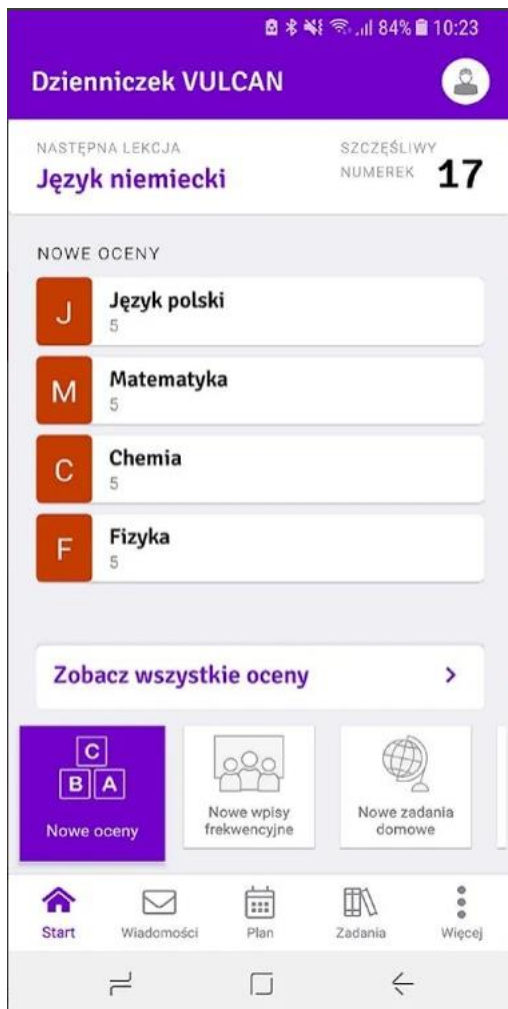 84% 10:23
Dzienniczek VULCAN
NASTĘPNA LEKCJA
Język niemiecki
SZCZĘŚLIWY
NUMEREK 17
NOWE OCENY
J
Język polski
5
M
Matematyka
5
C
Chemia
5
F
Fizyka
5
Zobacz wszystkie oceny
C
B A
Nowe oceny
Nowe wpisy
frekwencyjne
Nowe zadania
domowe
Start
Wiadomości
Plan
Zadania
Więcej